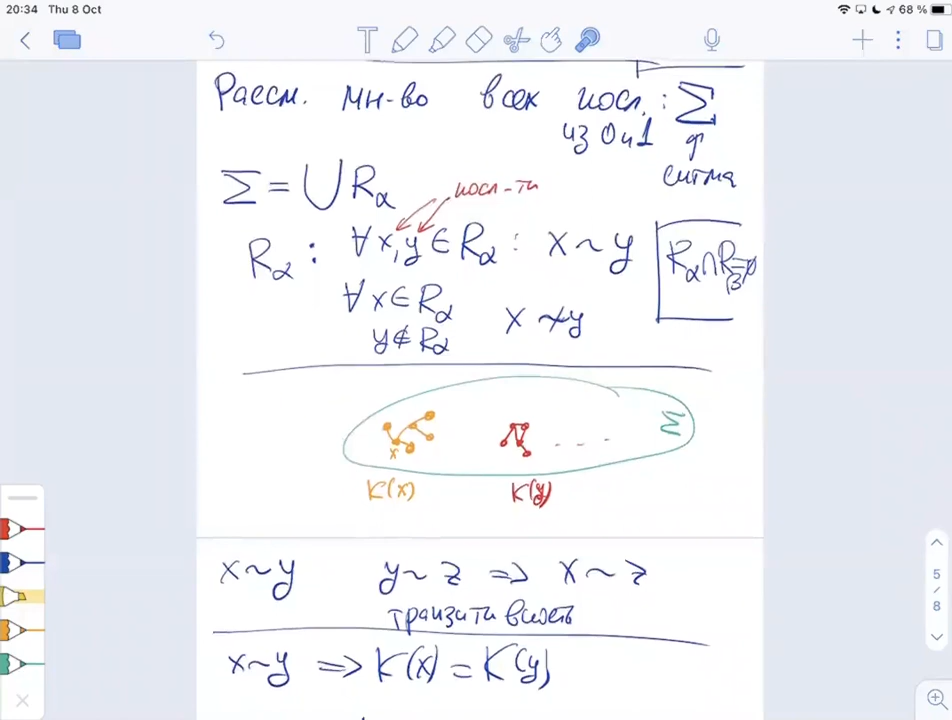 20:34 Thu 8 Oct 68 %
Рассм. мн-во всех посл. : Σ
из 0 и 1
сигма
Σ = ⋃ Rα
посл-ти
Rα : ∀ x, y ∈ Rα : x ~ y
Rα ∩ Rβ = ∅
∀ x ∈ Rα
y ∉ Rα
x ≁ y
Σ
x
K(x) K(y)
x ~ y y ~ z ⇒ x ~ z
транзитивность
x ~ y ⇒ K(x) = K(y)
5
/
8